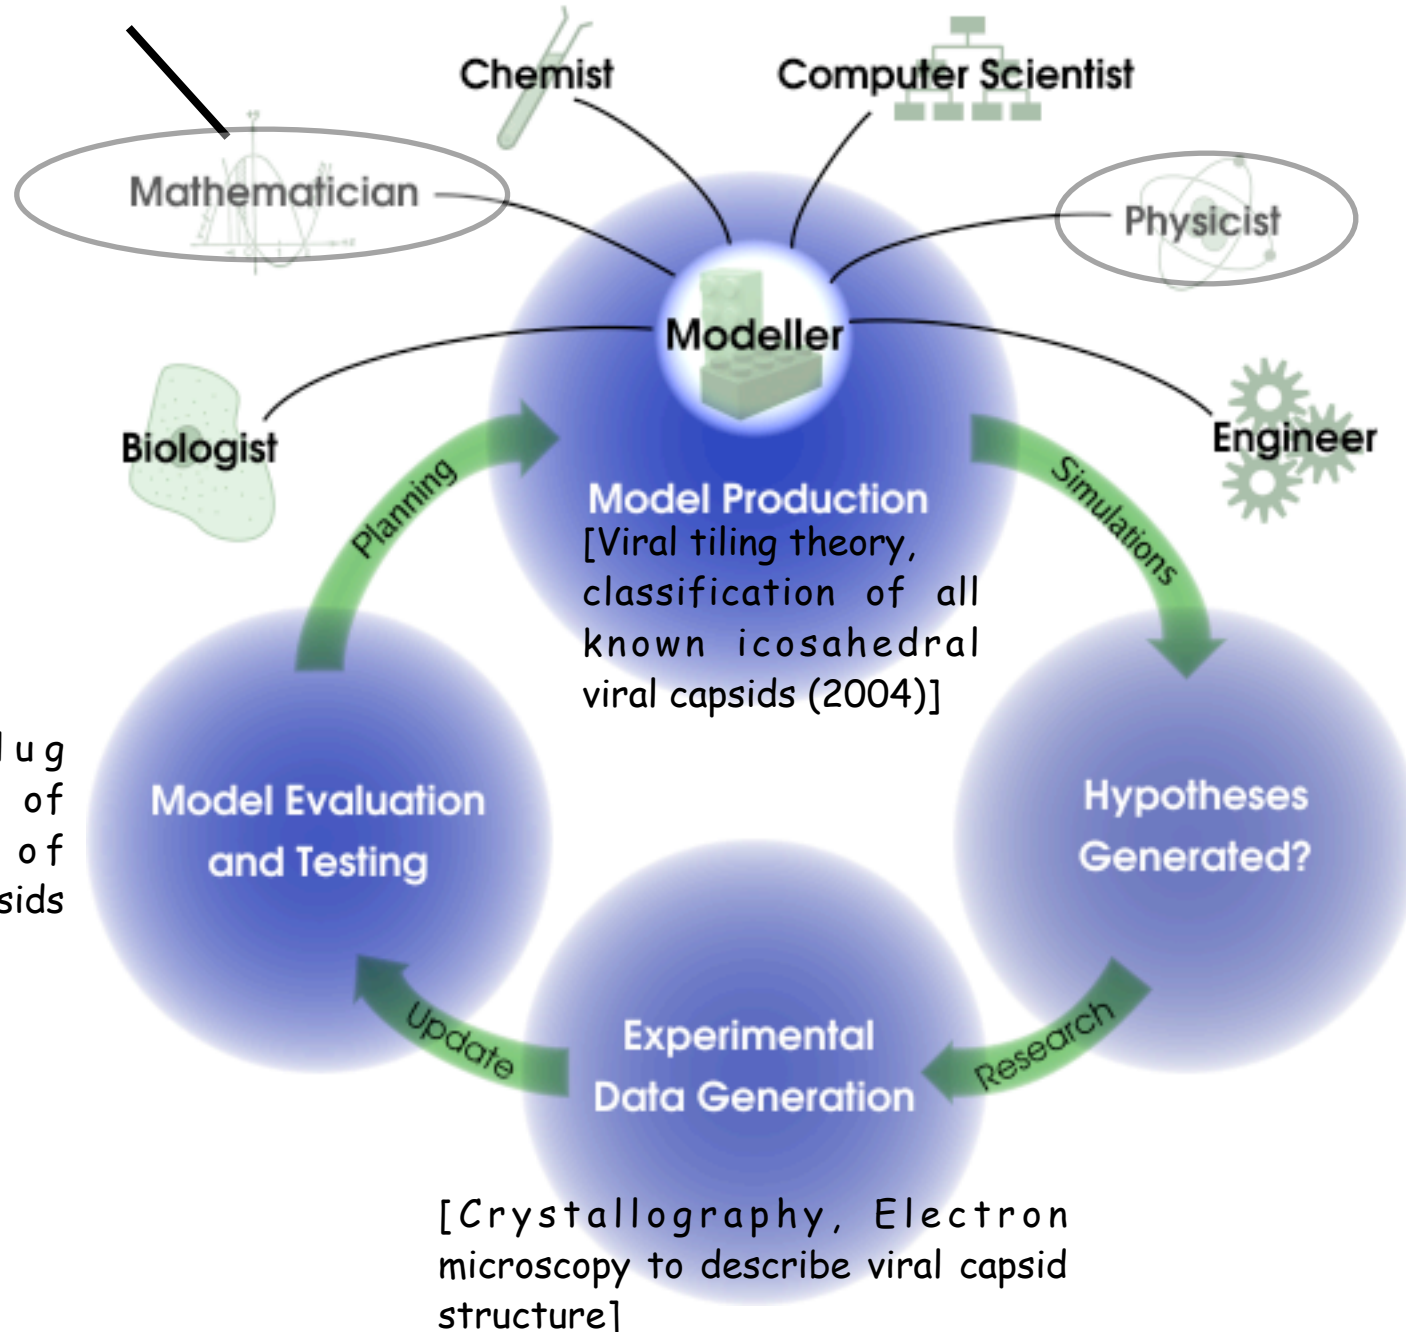 Chemist
Computer Scientist
Mathematician
Physicist
Modeller
Biologist
Engineer
Planning
Simulations
Model Production
[Viral tiling theory,
classification of all
known icosahedral
viral capsids (2004)]
of
of
Model Evaluation
and Testing
Hypotheses
Generated?
Update
Research
Experimental
Data Generation
[Crystallography, Electron
microscopy to describe viral capsid
structure]